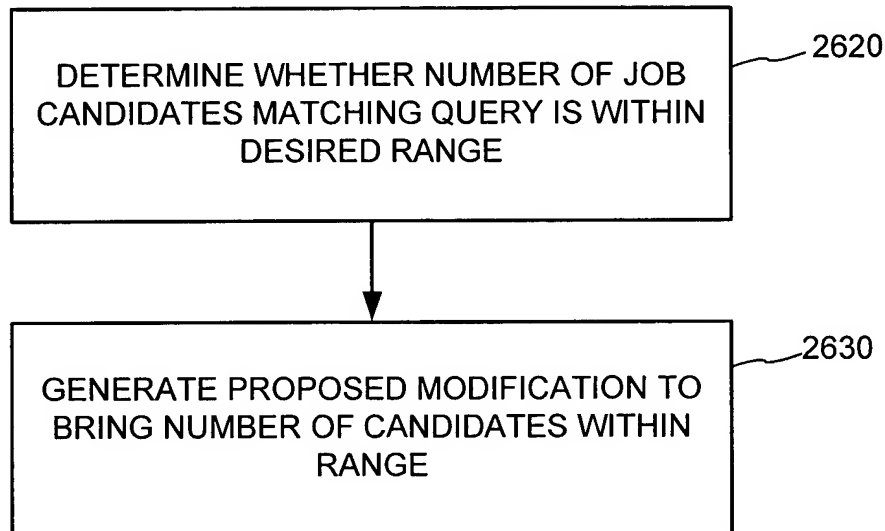 DETERMINE WHETHER NUMBER OF JOB
CANDIDATES MATCHING QUERY IS WITHIN
DESIRED RANGE
2620
GENERATE PROPOSED MODIFICATION TO
BRING NUMBER OF CANDIDATES WITHIN
RANGE
2630